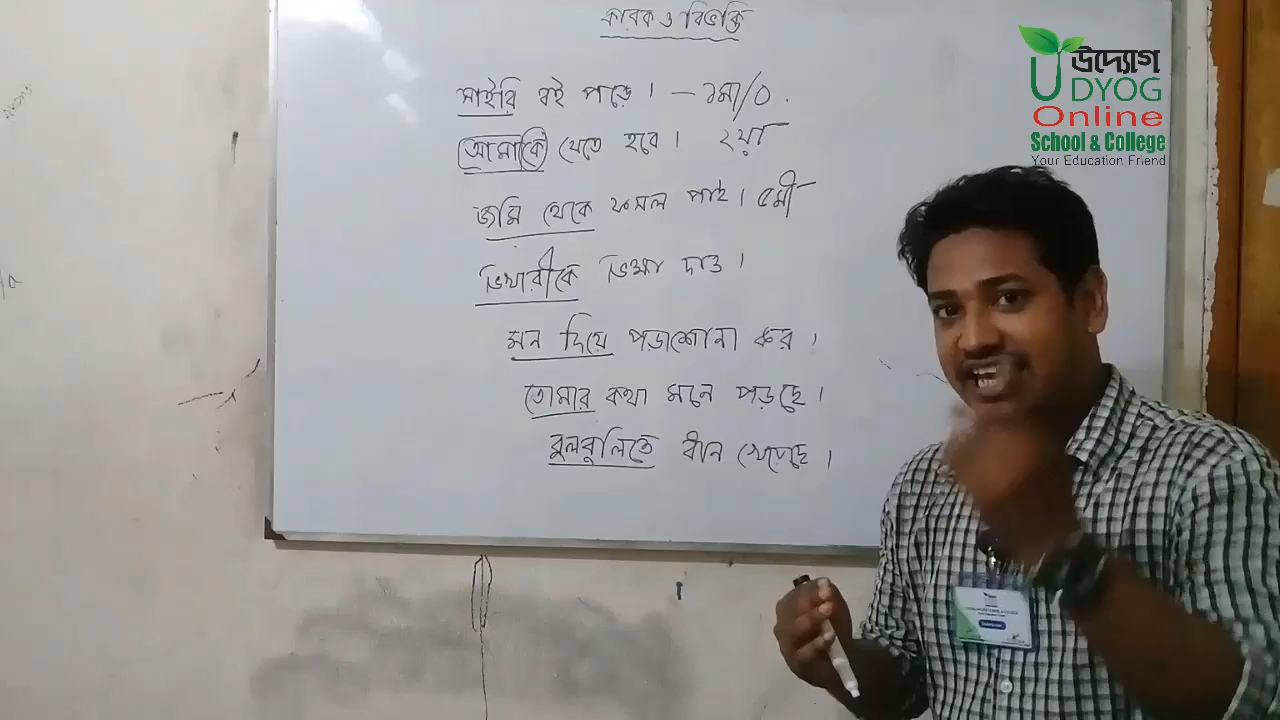 কারক ও বিভক্তি
সাইরি বই পড়ে। - ১মা/০.
আমাকে যেতে হবে। ২য়া
জমি থেকে ফসল পাই। ৫মী
ভিখারীকে ভিক্ষা দাও।
মন দিয়ে পড়াশোনা কর।
তোমার কথা মনে পড়ছে।
বুলবুলিতে ধান খেয়েছে।
উদ্যোগ
UDYOG
Online
School & College
Your Education Friend